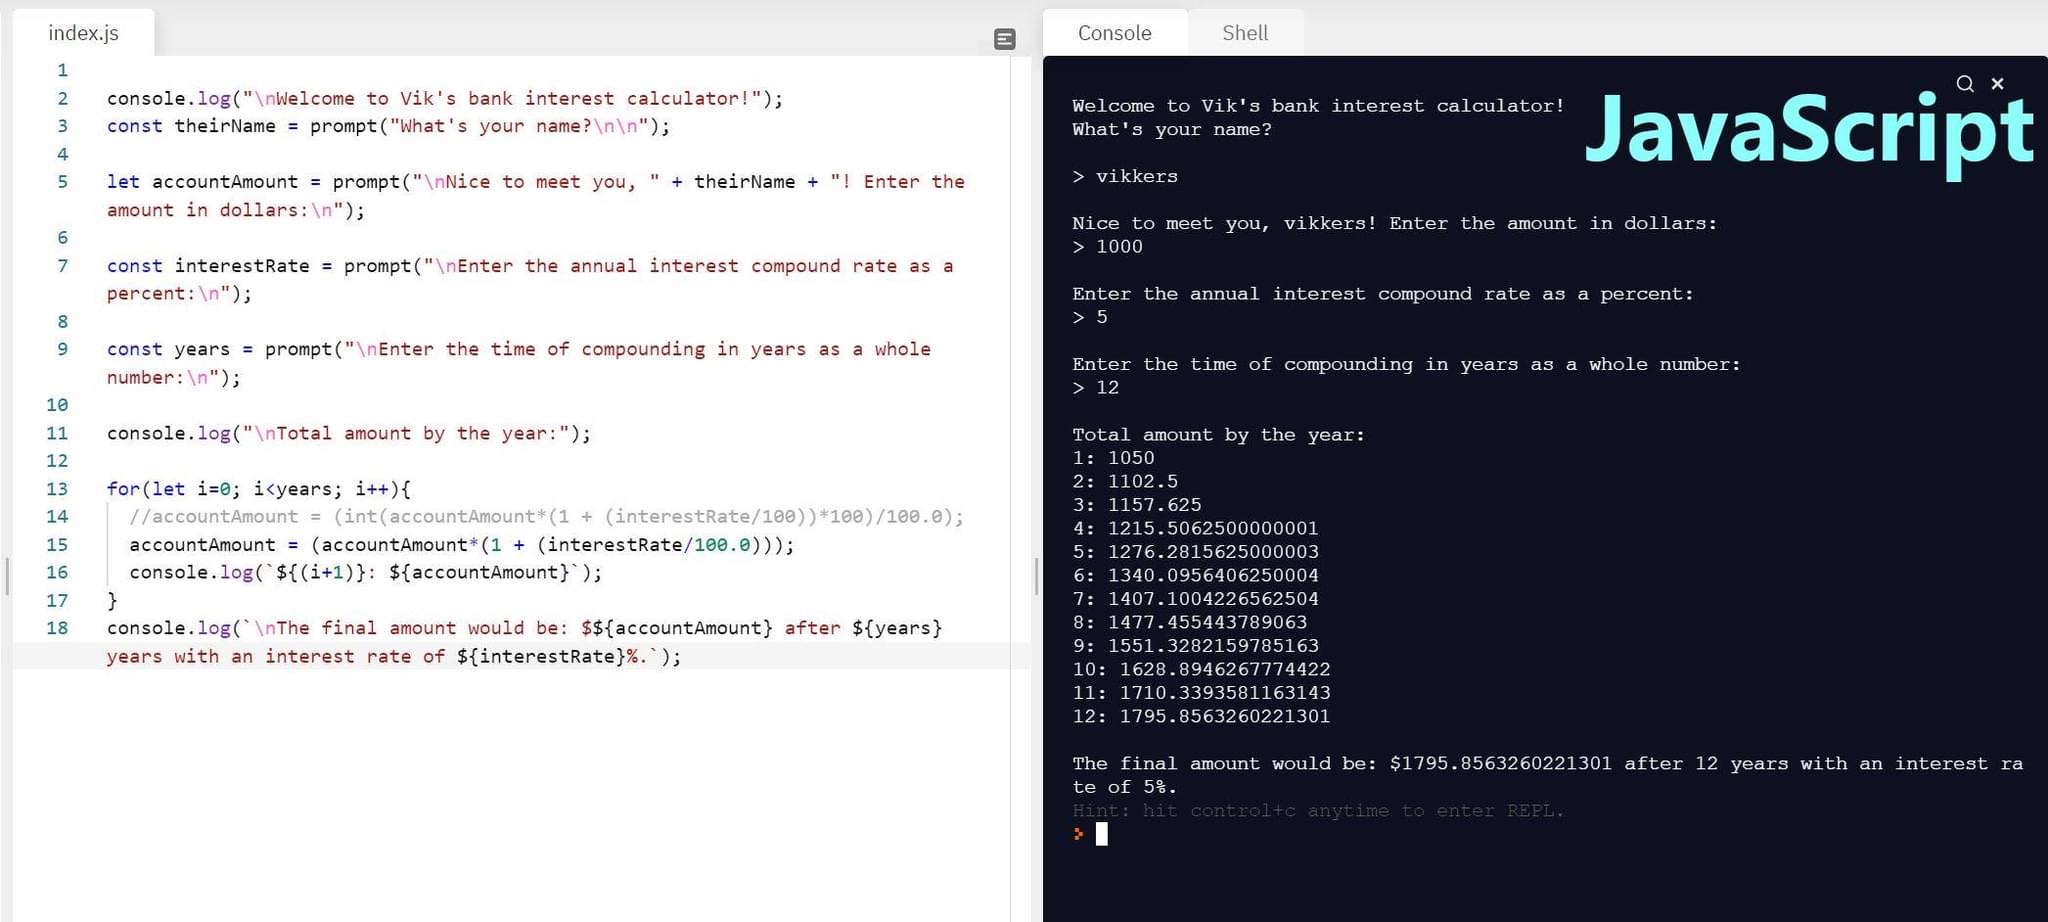 index.js
1
2 console.log("\nWelcome to Vik's bank interest calculator!");
3 const theirName = prompt("What's your name?\n\n");
4
5 let accountAmount = prompt("\nNice to meet you, " + theirName + "! Enter the
amount in dollars:\n");
6
7 const interestRate = prompt("\nEnter the annual interest compound rate as a
percent:\n");
8
9 const years = prompt("\nEnter the time of compounding in years as a whole
number:\n");
10
11 console.log("\nTotal amount by the year:");
12
13 for(let i=0; i<years; i++){
14 //accountAmount = (int(accountAmount*(1 + (interestRate/100))*100)/100.0);
15 accountAmount = (accountAmount*(1 + (interestRate/100.0)));
16 console.log(`${(i+1)}: ${accountAmount}`);
17 }
18 console.log(`\nThe final amount would be: $${accountAmount} after ${years}
years with an interest rate of ${interestRate}%.`);
Console Shell
JavaScript
Welcome to Vik's bank interest calculator!
What's your name?
> vikkers
Nice to meet you, vikkers! Enter the amount in dollars:
> 1000
Enter the annual interest compound rate as a percent:
> 5
Enter the time of compounding in years as a whole number:
> 12
Total amount by the year:
1: 1050
2: 1102.5
3: 1157.625
4: 1215.5062500000001
5: 1276.2815625000003
6: 1340.0956406250004
7: 1407.1004226562504
8: 1477.455443789063
9: 1551.3282159785163
10: 1628.8946267774422
11: 1710.3393581163143
12: 1795.8563260221301
The final amount would be: $1795.8563260221301 after 12 years with an interest ra
te of 5%.
Hint: hit control+c anytime to enter REPL.
>